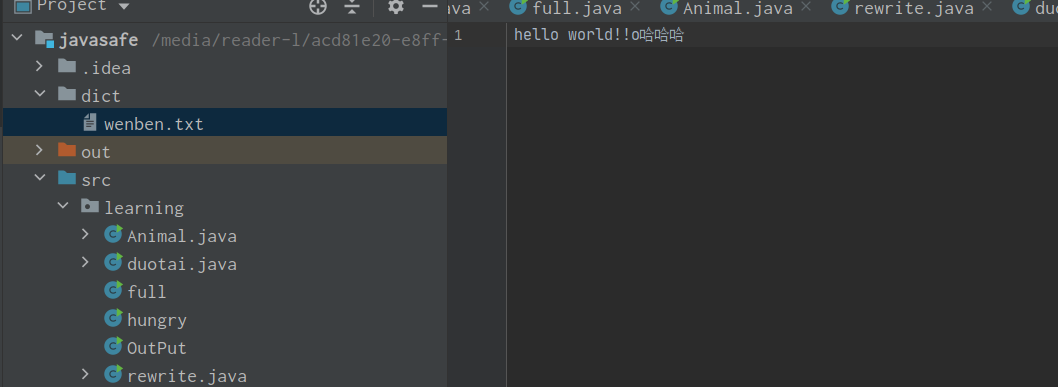 Project
ava
full.java
Animal.java
rewrite.java
javasafe /media/reader-l/acd81e20-e8ff-
1
hello world!!o哈哈哈
.idea
dict
wenben.txt
out
src
learning
Animal.java
duotai.java
full
hungry
OutPut
rewrite.java